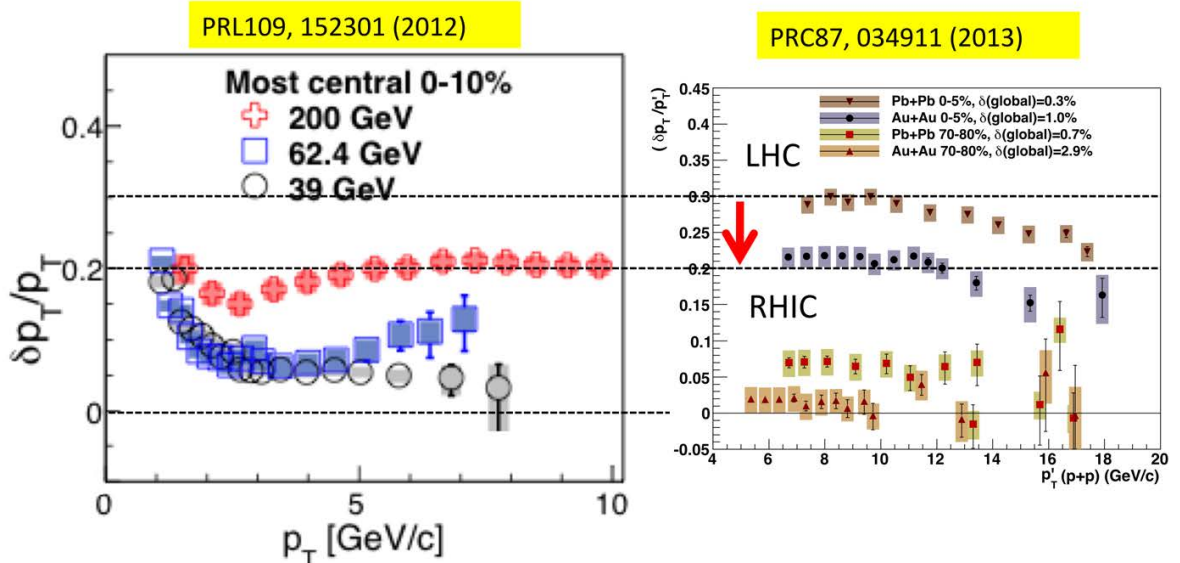 PRL109, 152301 (2012)
Most central 0-10%
200 GeV
62.4 GeV
39 GeV
0.4
0.2
0
δp_T/p_T
0
5
10
p_T [GeV/c]
PRC87, 034911 (2013)
Pb+Pb 0-5%, δ(global)=0.3%
Au+Au 0-5%, δ(global)=1.0%
Pb+Pb 70-80%, δ(global)=0.7%
Au+Au 70-80%, δ(global)=2.9%
LHC
RHIC
⟨δp_T/p'_T⟩
0.45
0.4
0.35
0.3
0.25
0.2
0.15
0.1
0.05
0
-0.05
4
6
8
10
12
14
16
18
20
p'_T (p+p) (GeV/c)